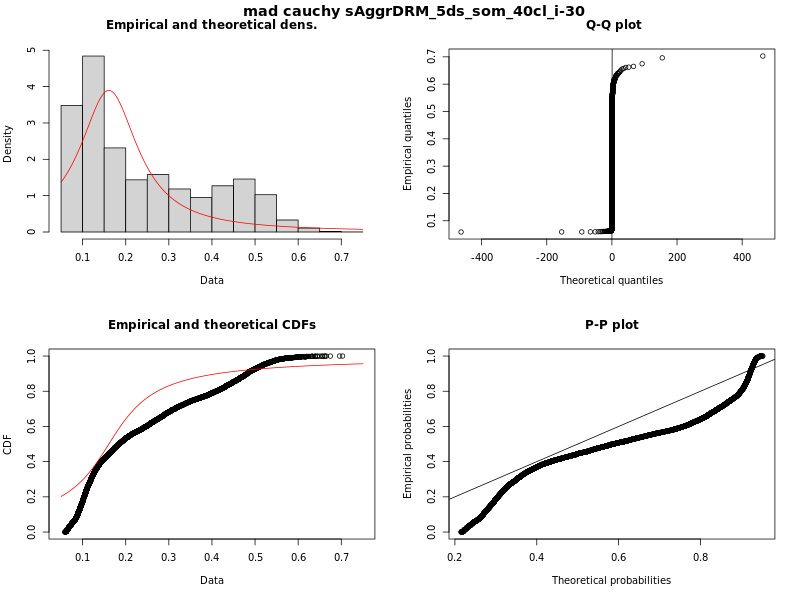 mad cauchy sAggrDRM_5ds_som_40cl_i-30
Empirical and theoretical dens.
Density
0 1 2 3 4 5
0.1 0.2 0.3 0.4 0.5 0.6 0.7
Data
Q-Q plot
Empirical quantiles
0.1 0.2 0.3 0.4 0.5 0.6 0.7
-400 -200 0 200 400
Theoretical quantiles
Empirical and theoretical CDFs
CDF
0.0 0.2 0.4 0.6 0.8 1.0
0.1 0.2 0.3 0.4 0.5 0.6 0.7
Data
P-P plot
Empirical probabilities
0.0 0.2 0.4 0.6 0.8 1.0
0.2 0.4 0.6 0.8
Theoretical probabilities